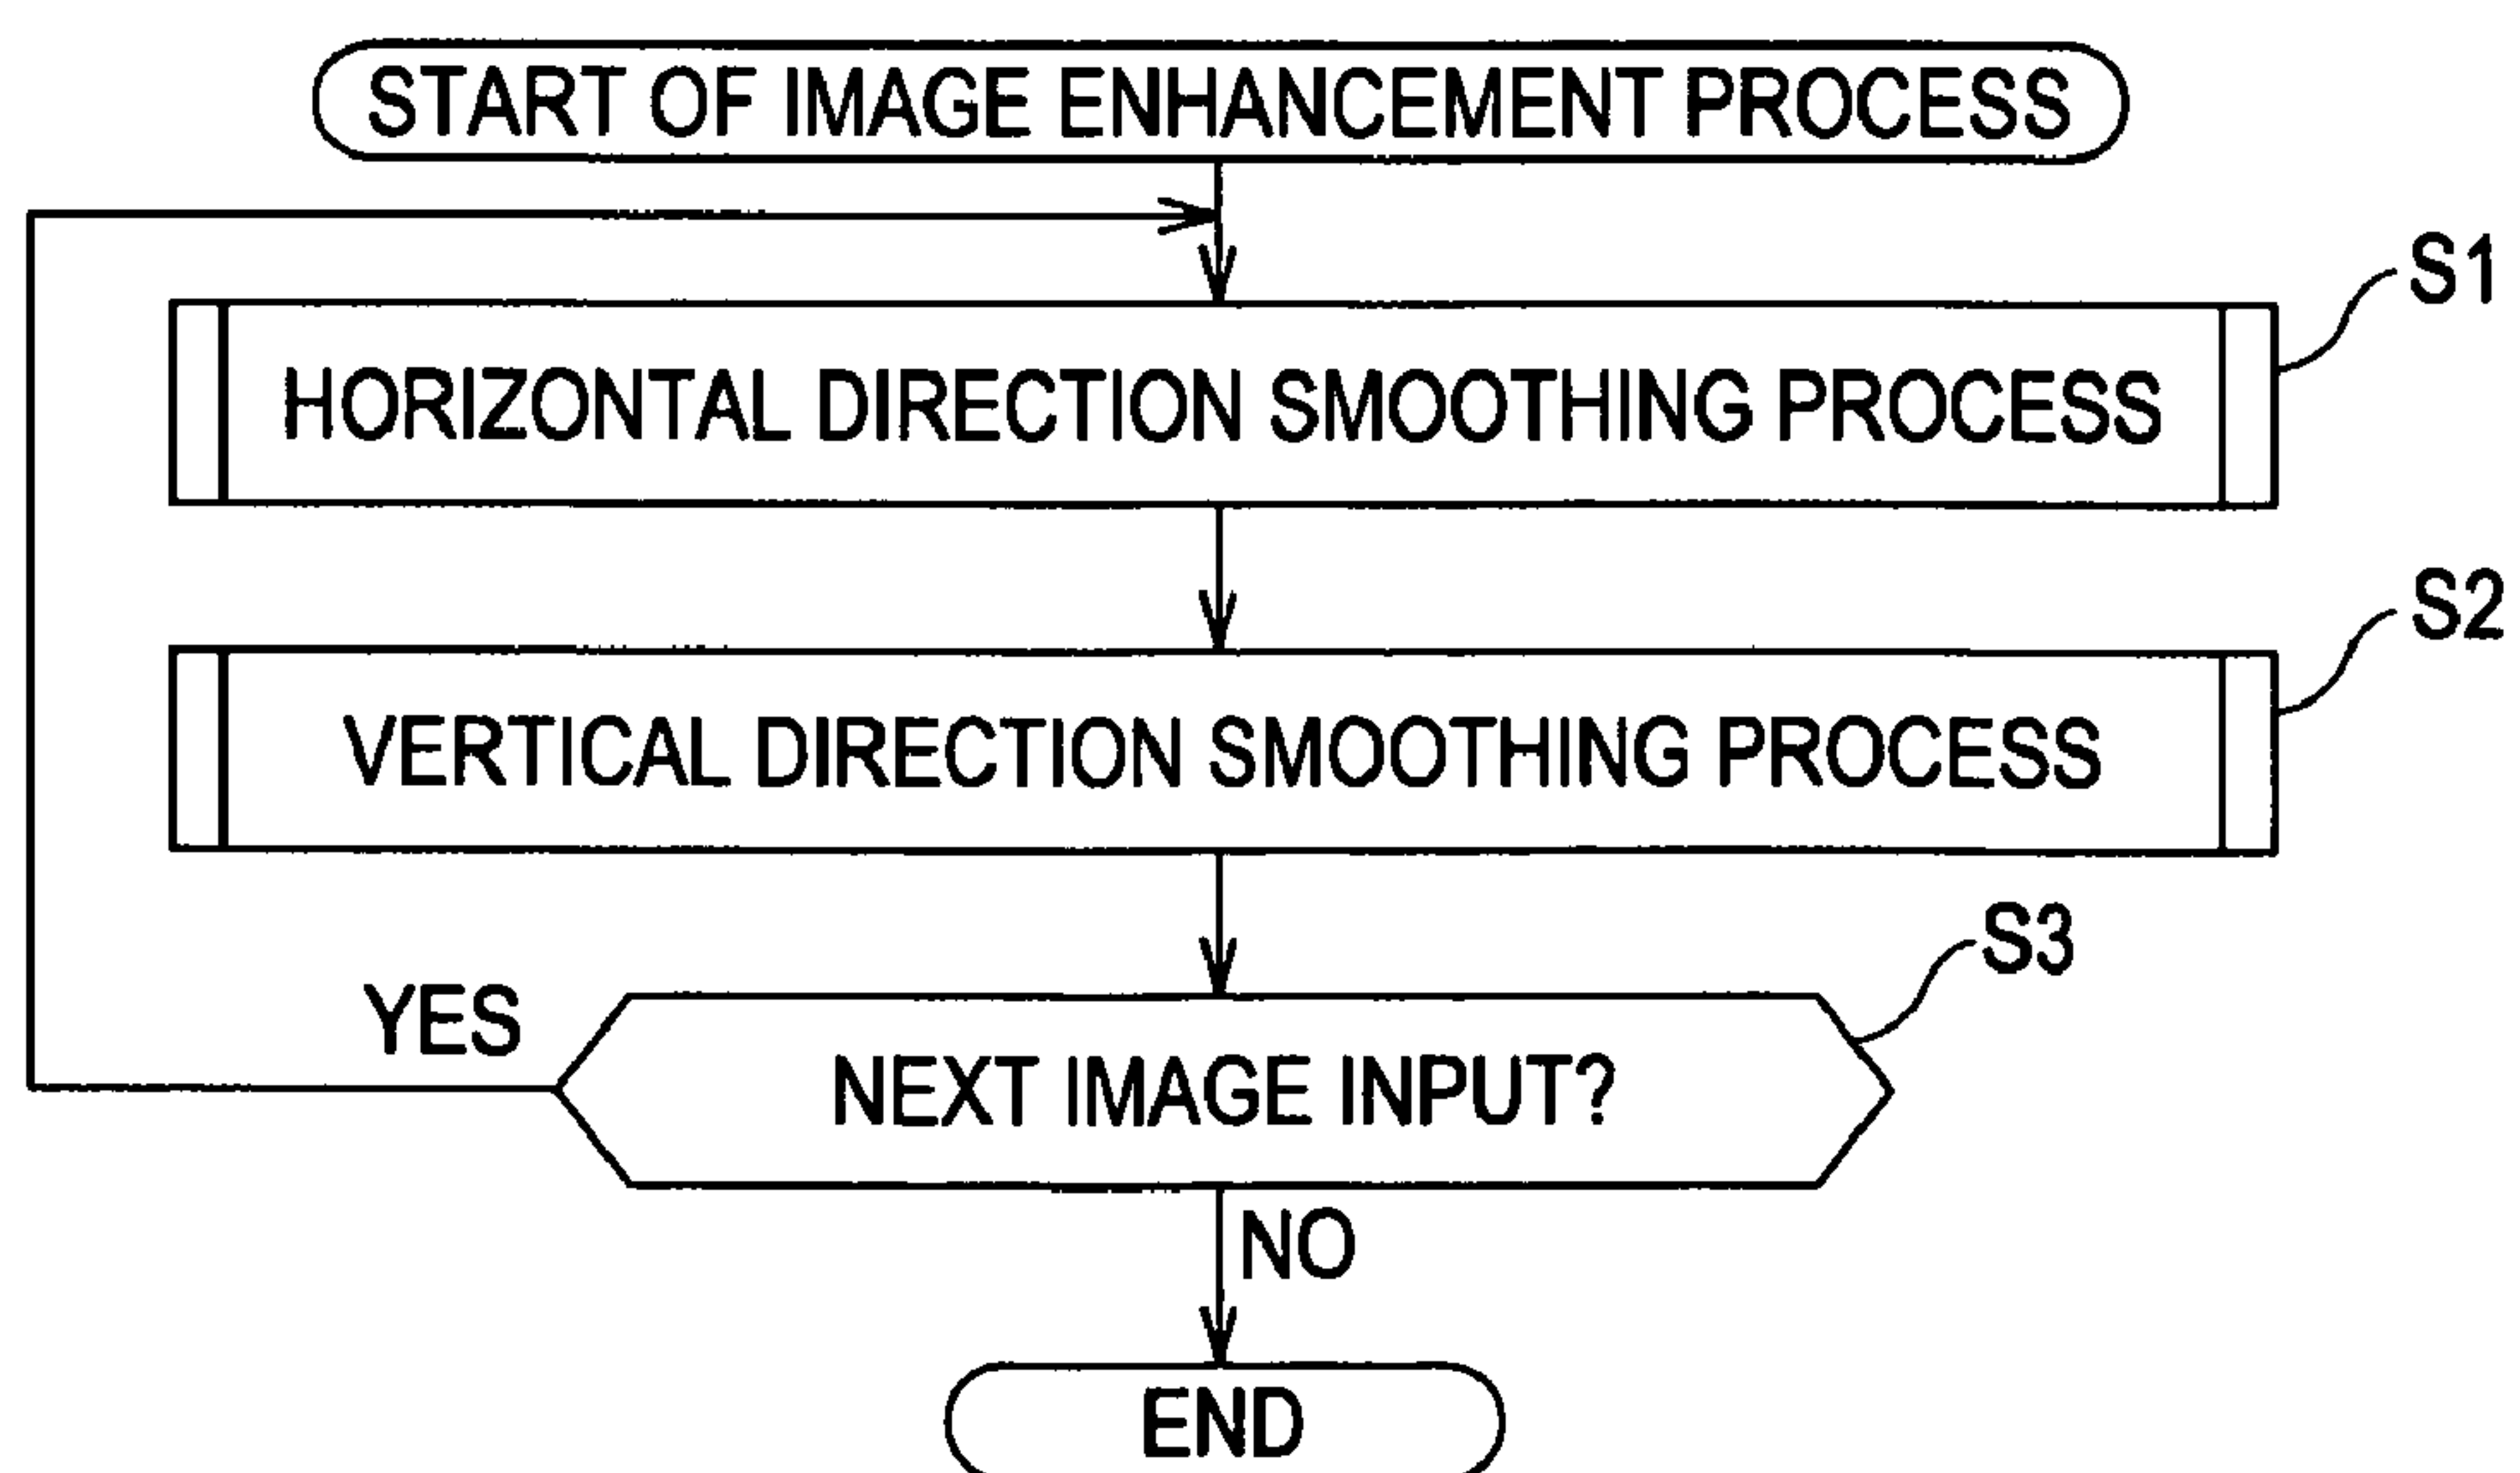 START OF IMAGE ENHANCEMENT PROCESS
S1
HORIZONTAL DIRECTION SMOOTHING PROCESS
S2
VERTICAL DIRECTION SMOOTHING PROCESS
S3
YES
NEXT IMAGE INPUT?
NO
END